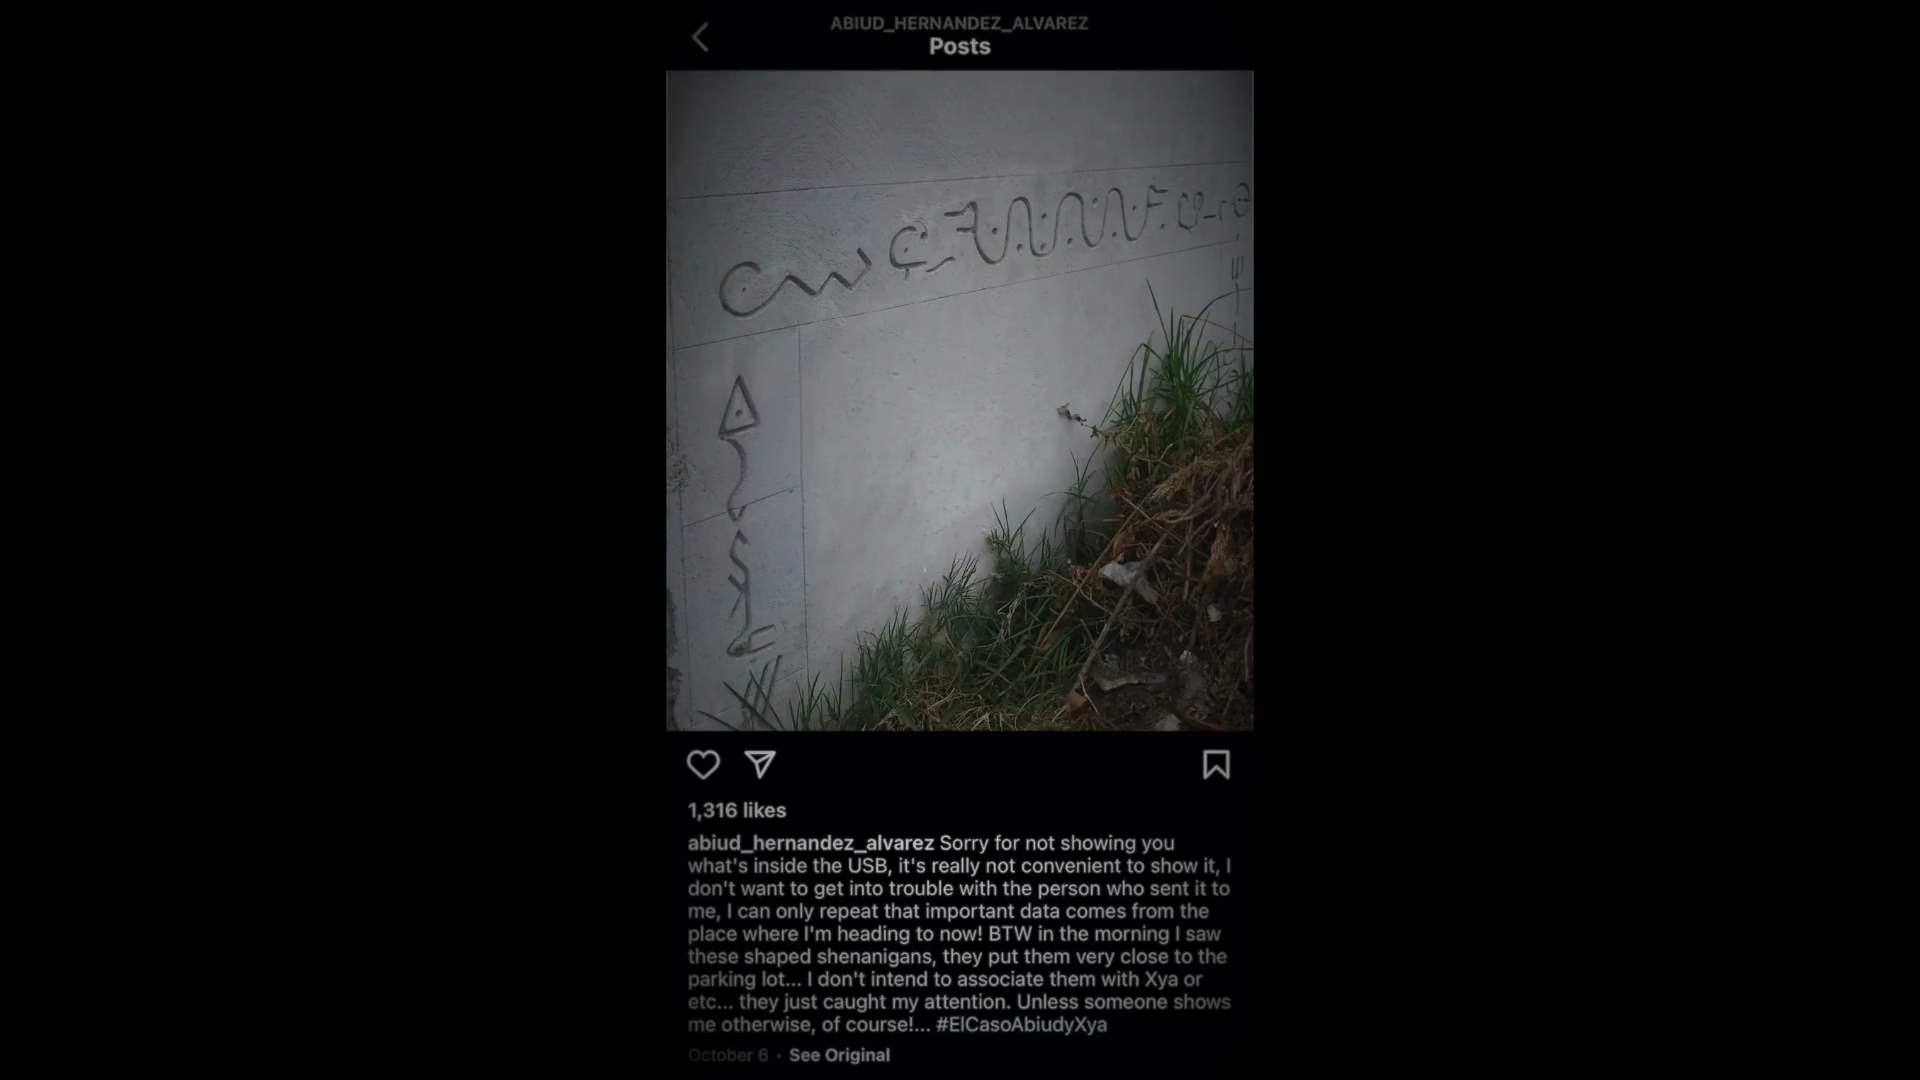 ABIUD_HERNANDEZ_ALVAREZ
Posts
1,316 likes
abiud_hernandez_alvarez Sorry for not showing you
what's inside the USB, it's really not convenient to show it, I
don't want to get into trouble with the person who sent it to
me, I can only repeat that important data comes from the
place where I'm heading to now! BTW in the morning I saw
these shaped shenanigans, they put them very close to the
parking lot... I don't intend to associate them with Xya or
etc... they just caught my attention. Unless someone shows
me otherwise, of course!... #ElCasoAbiudyXya
October 6 · See Original